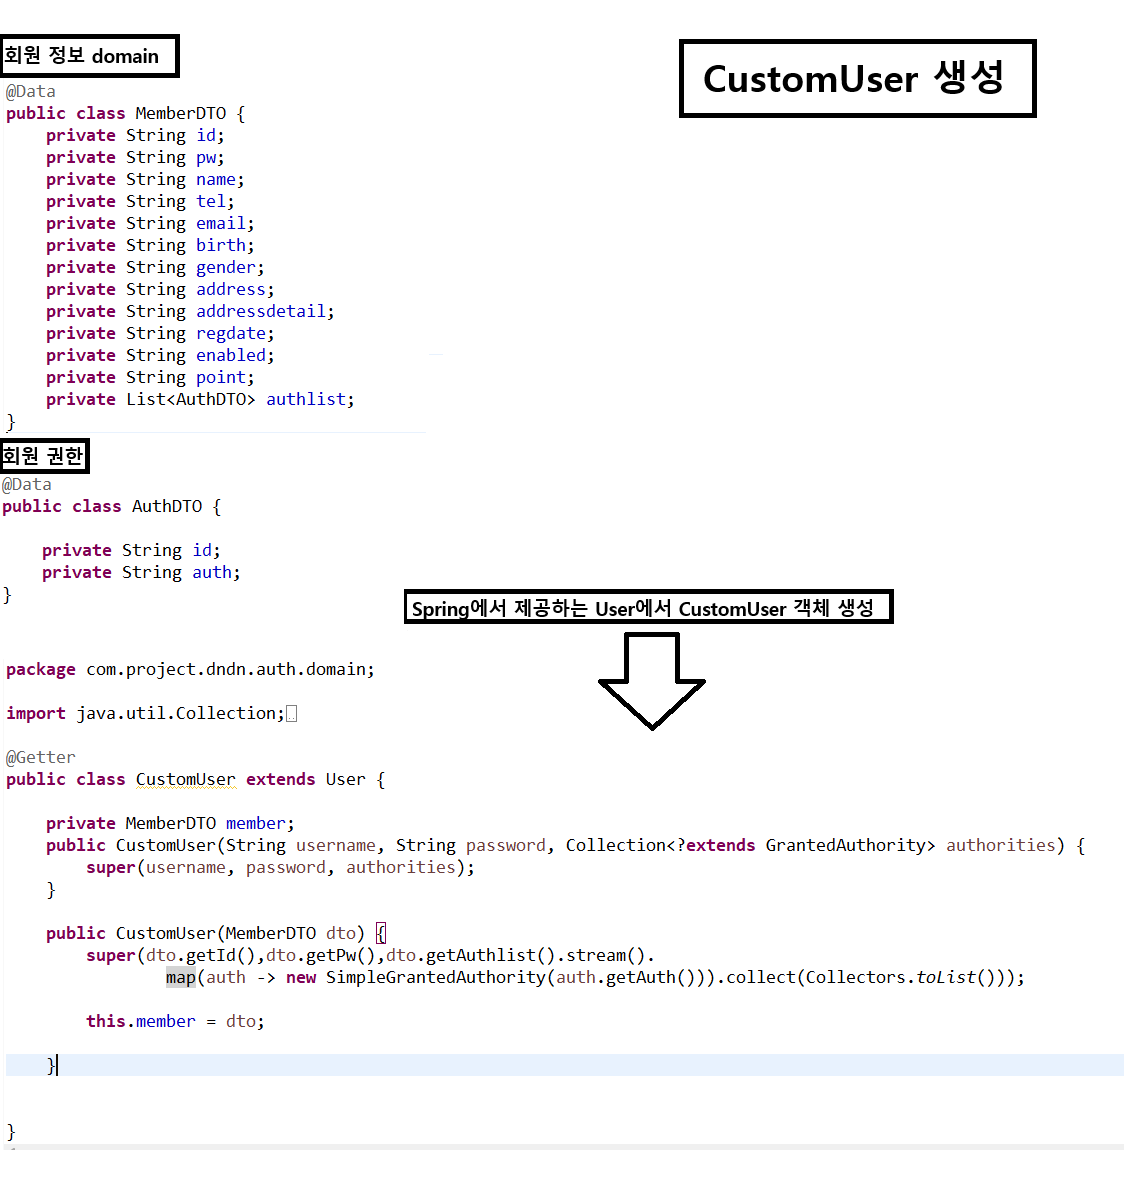 회원 정보 domain
CustomUser 생성
@Data
public class MemberDTO {
    private String id;
    private String pw;
    private String name;
    private String tel;
    private String email;
    private String birth;
    private String gender;
    private String address;
    private String addressdetail;
    private String regdate;
    private String enabled;
    private String point;
    private List<AuthDTO> authlist;
}
회원 권한
@Data
public class AuthDTO {
    private String id;
    private String auth;
}
Spring에서 제공하는 User에서 CustomUser 객체 생성
package com.project.dndn.auth.domain;
import java.util.Collection;
@Getter
public class CustomUser extends User {
    private MemberDTO member;
    public CustomUser(String username, String password, Collection<?extends GrantedAuthority> authorities) {
        super(username, password, authorities);
    }
    public CustomUser(MemberDTO dto) {
        super(dto.getId(),dto.getPw(),dto.getAuthlist().stream().
                map(auth -> new SimpleGrantedAuthority(auth.getAuth())).collect(Collectors.toList()));
        this.member = dto;
    }
}